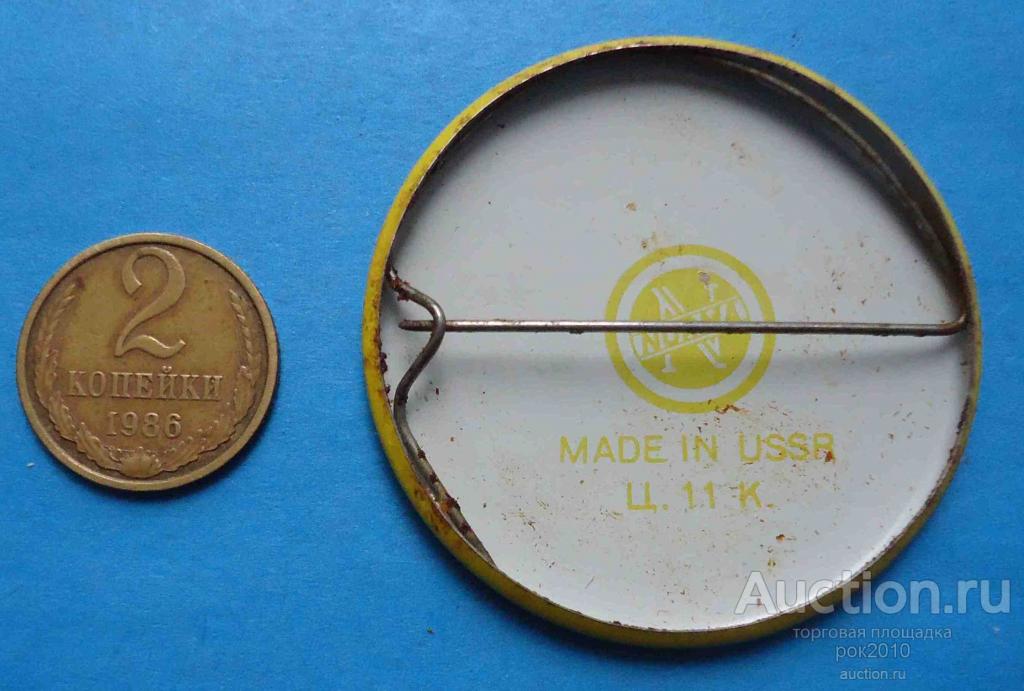 2
КОПЕЙКИ
1986
MADE IN USSR
Ц. 11 К.
Auction.ru
торговая площадка
рок2010
auction.ru